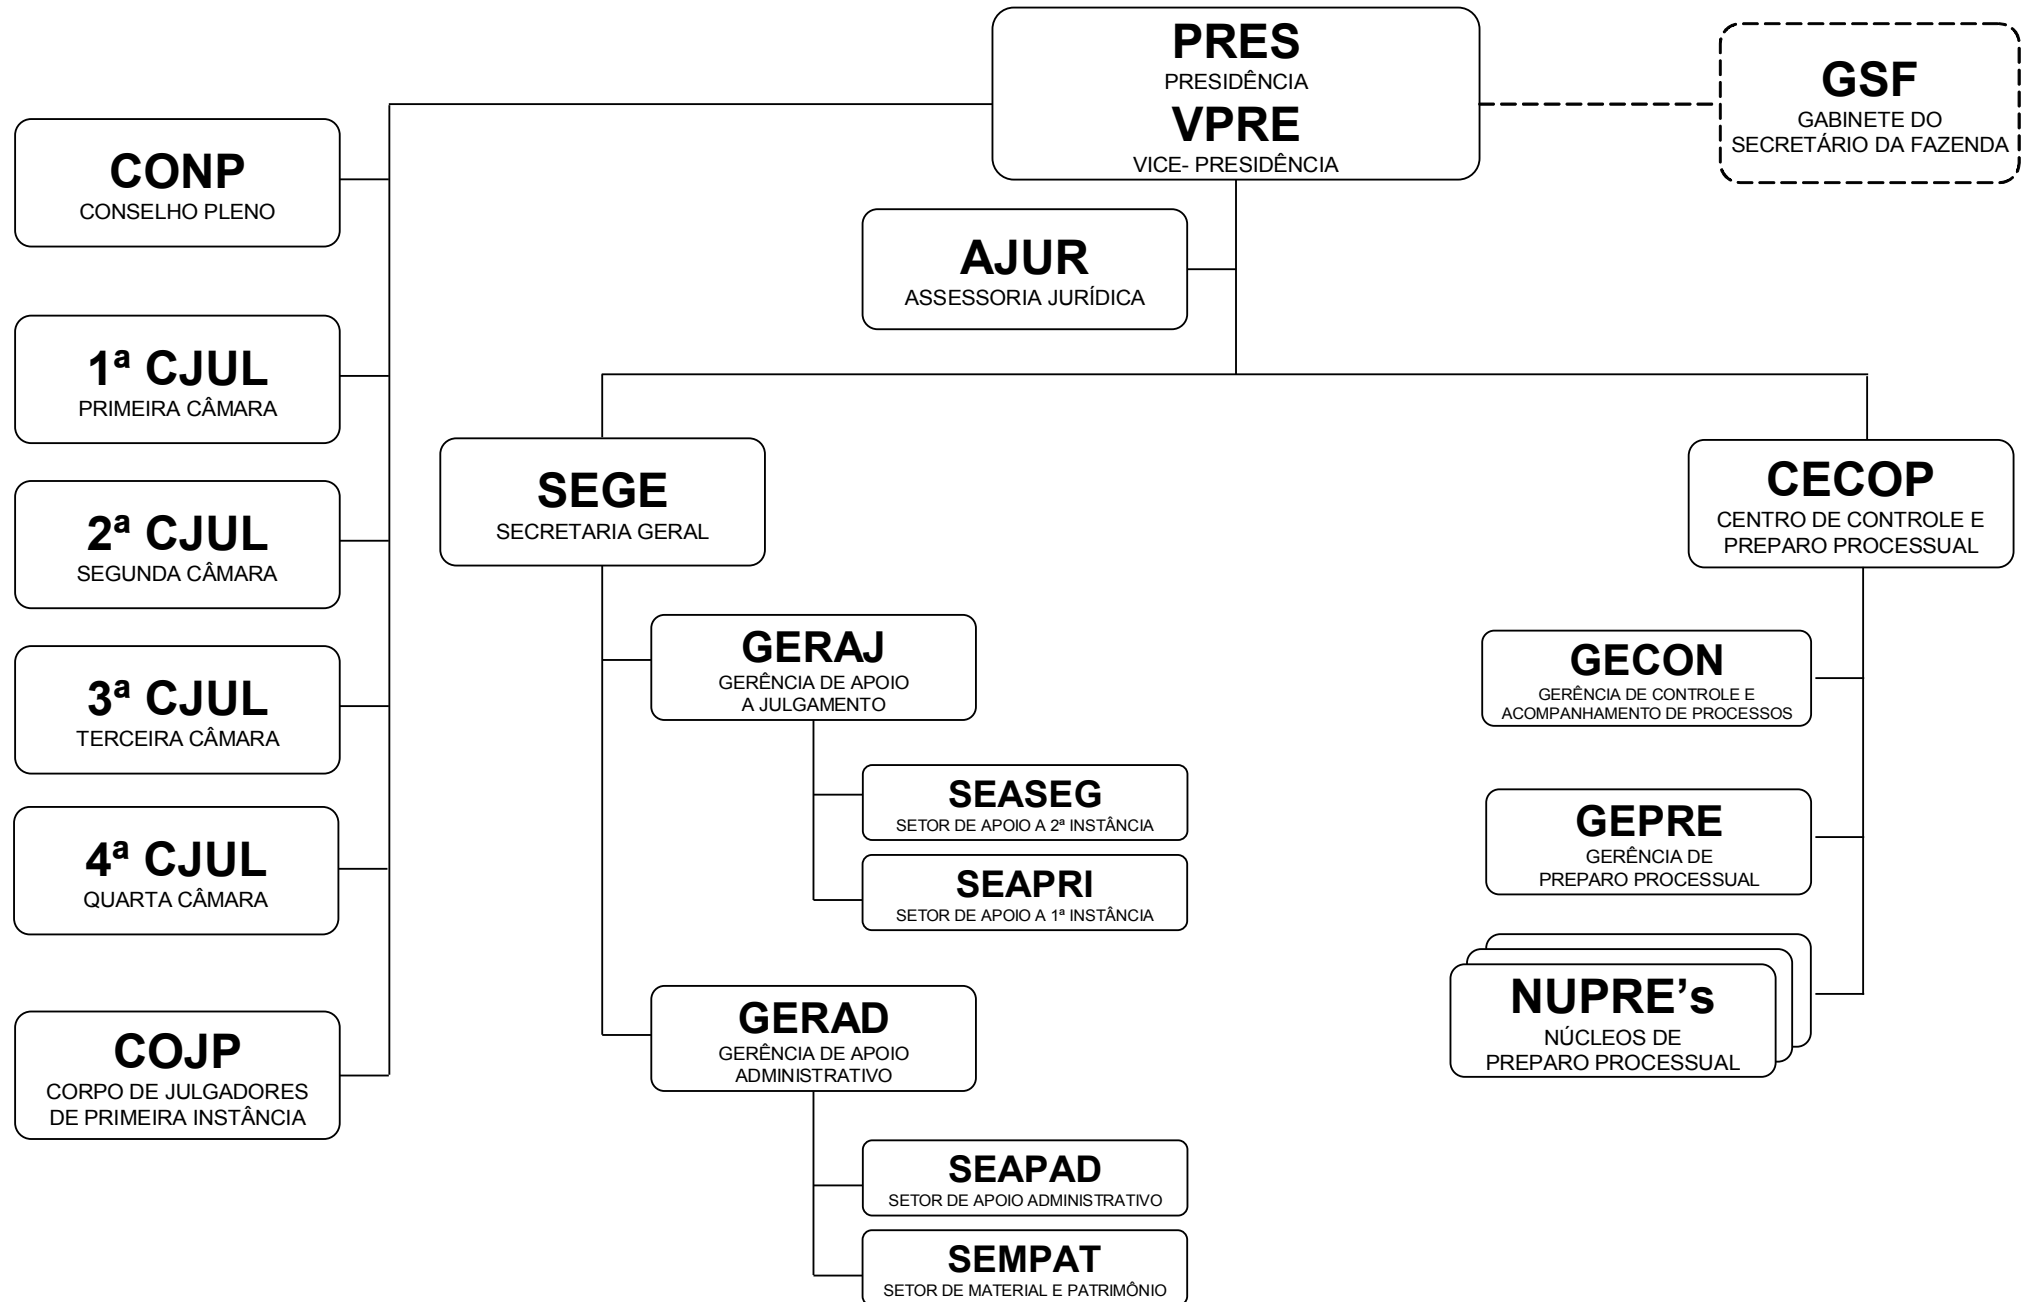 PRES
PRESIDÊNCIA
VPRE
VICE- PRESIDÊNCIA
GSF
GABINETE DO
SECRETÁRIO DA FAZENDA
CONP
CONSELHO PLENO
AJUR
ASSESSORIA JURÍDICA
1ª CJUL
PRIMEIRA CÂMARA
2ª CJUL
SEGUNDA CÂMARA
3ª CJUL
TERCEIRA CÂMARA
4ª CJUL
QUARTA CÂMARA
COJP
CORPO DE JULGADORES
DE PRIMEIRA INSTÂNCIA
SEGE
SECRETARIA GERAL
GERAJ
GERÊNCIA DE APOIO
A JULGAMENTO
SEASEG
SETOR DE APOIO A 2ª INSTÂNCIA
SEAPRI
SETOR DE APOIO A 1ª INSTÂNCIA
GERAD
GERÊNCIA DE APOIO
ADMINISTRATIVO
SEAPAD
SETOR DE APOIO ADMINISTRATIVO
SEMPAT
SETOR DE MATERIAL E PATRIMÔNIO
CECOP
CENTRO DE CONTROLE E
PREPARO PROCESSUAL
GECON
GERÊNCIA DE CONTROLE E
ACOMPANHAMENTO DE PROCESSOS
GEPRE
GERÊNCIA DE
PREPARO PROCESSUAL
NUPRE’s
NÚCLEOS DE
PREPARO PROCESSUAL